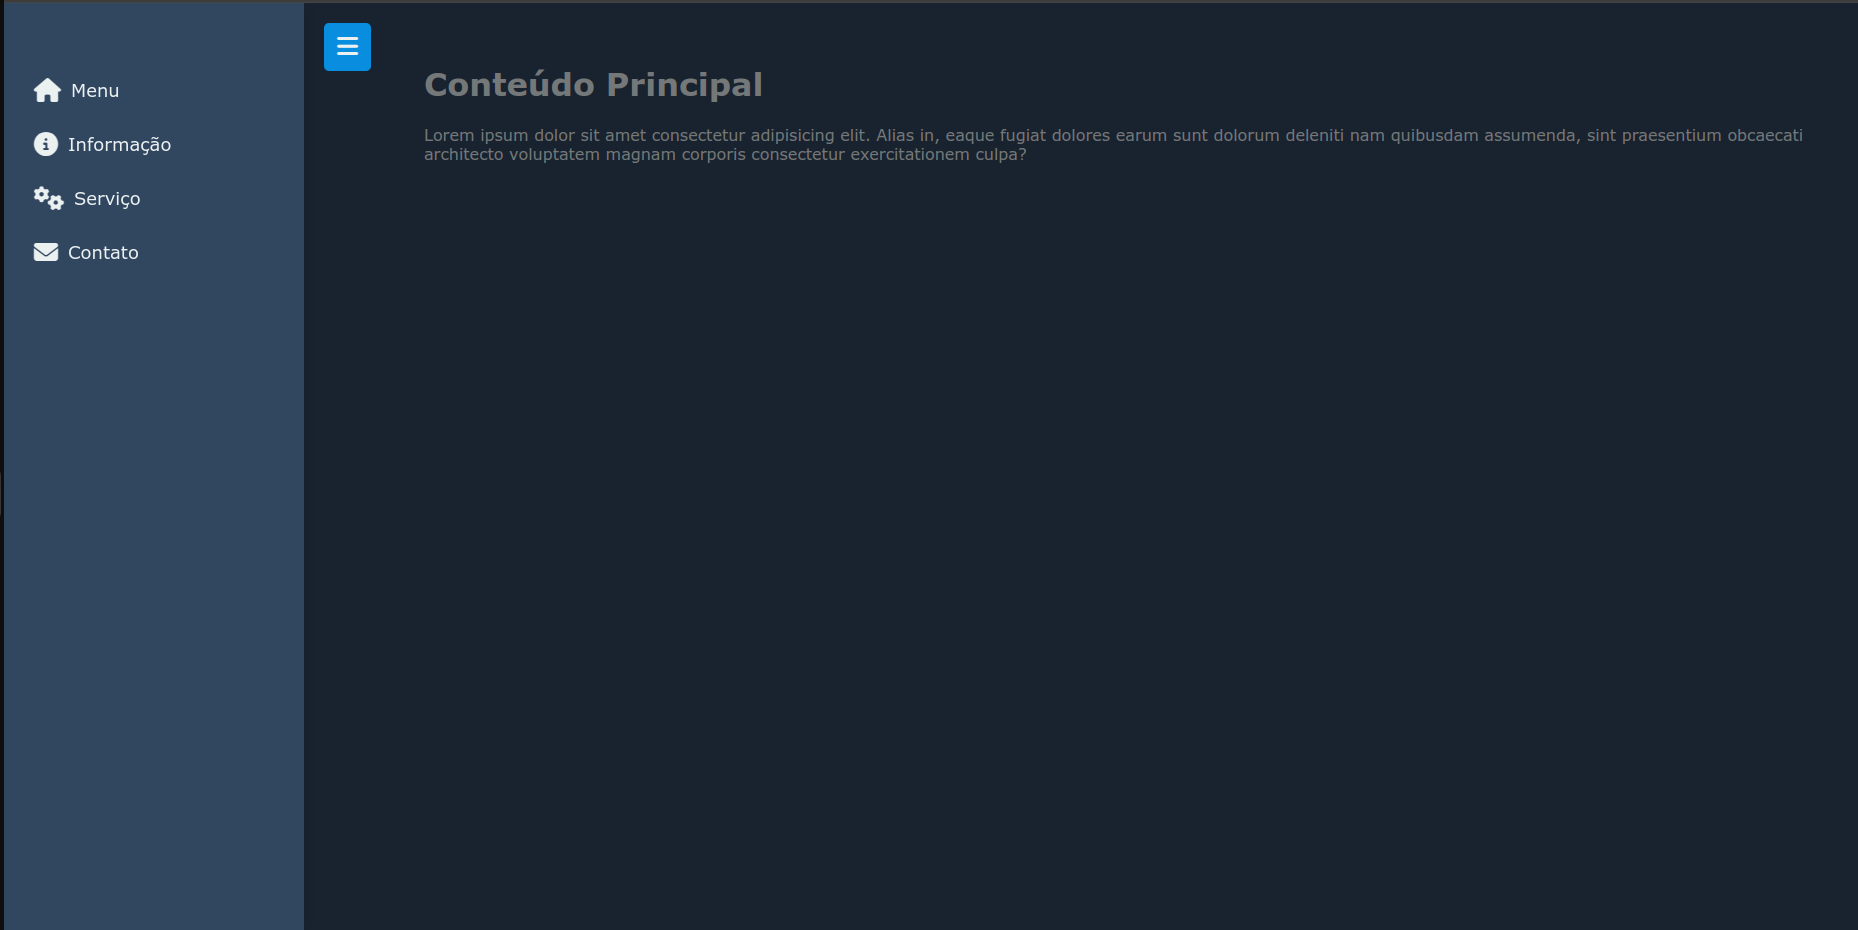 Menu
Informação
Serviço
Contato
Conteúdo Principal
Lorem ipsum dolor sit amet consectetur adipisicing elit. Alias in, eaque fugiat dolores earum sunt dolorum deleniti nam quibusdam assumenda, sint praesentium obcaecati
architecto voluptatem magnam corporis consectetur exercitationem culpa?